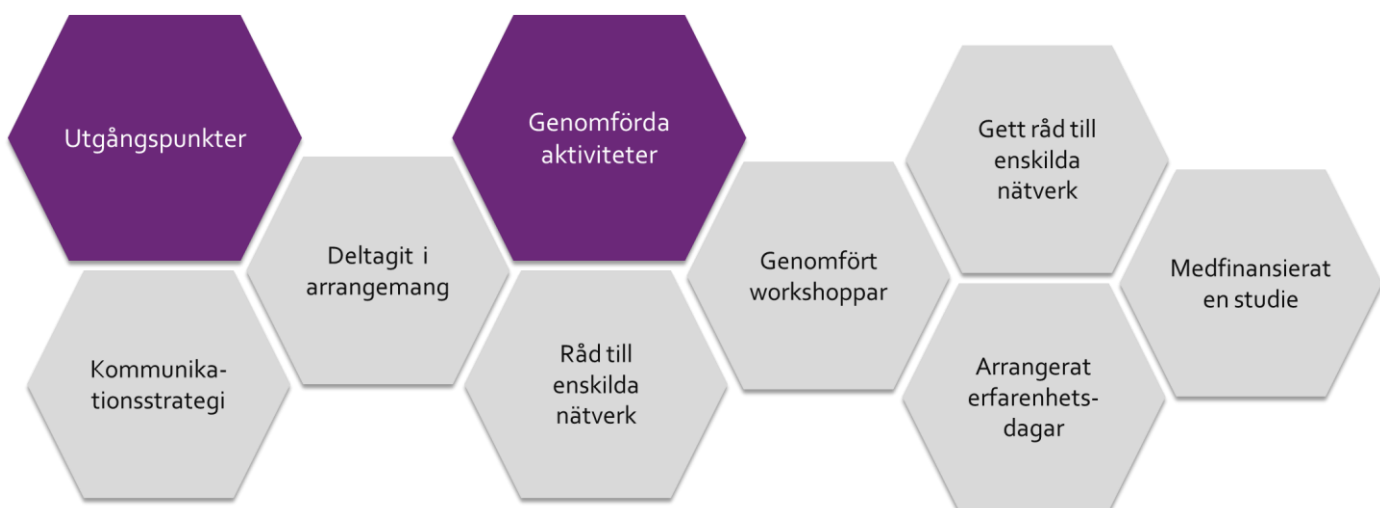 Utgångspunkter
Genomförda
aktiviteter
Gett råd till
enskilda
nätverk
Deltagit i
arrangemang
Genomfört
workshoppar
Medfinansierat
en studie
Kommunika-
tionsstrategi
Råd till
enskilda
nätverk
Arrangerat
erfarenhets-
dagar